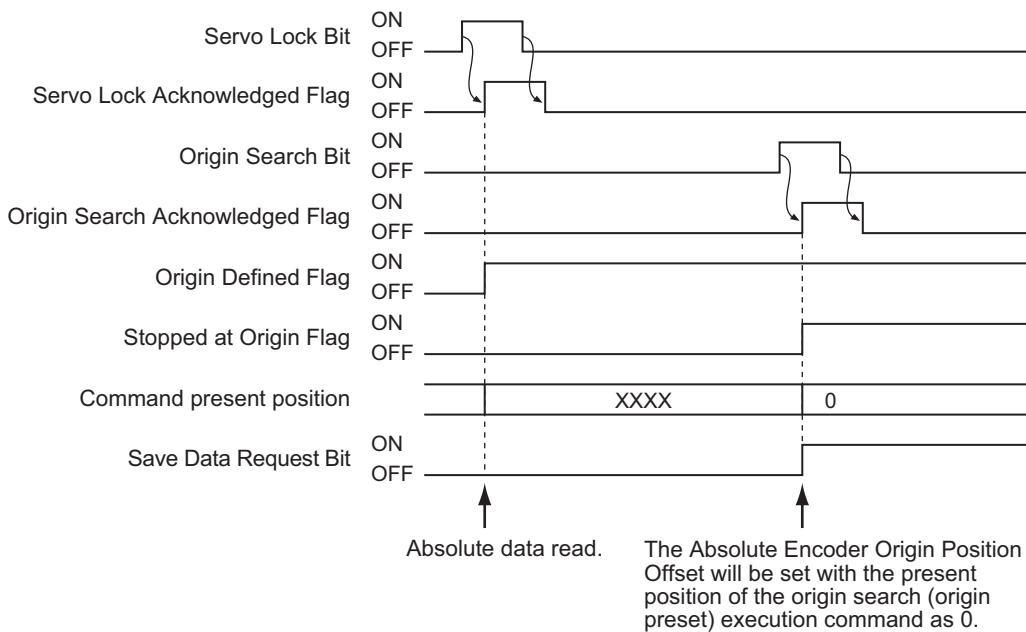 ON
Servo Lock Bit
OFF
ON
Servo Lock Acknowledged Flag
OFF
ON
Origin Search Bit
OFF
ON
Origin Search Acknowledged Flag
OFF
ON
Origin Defined Flag
OFF
ON
Stopped at Origin Flag
OFF
Command present position XXXX 0
ON
Save Data Request Bit
OFF
Absolute data read.
The Absolute Encoder Origin Position
Offset will be set with the present
position of the origin search (origin
preset) execution command as 0.